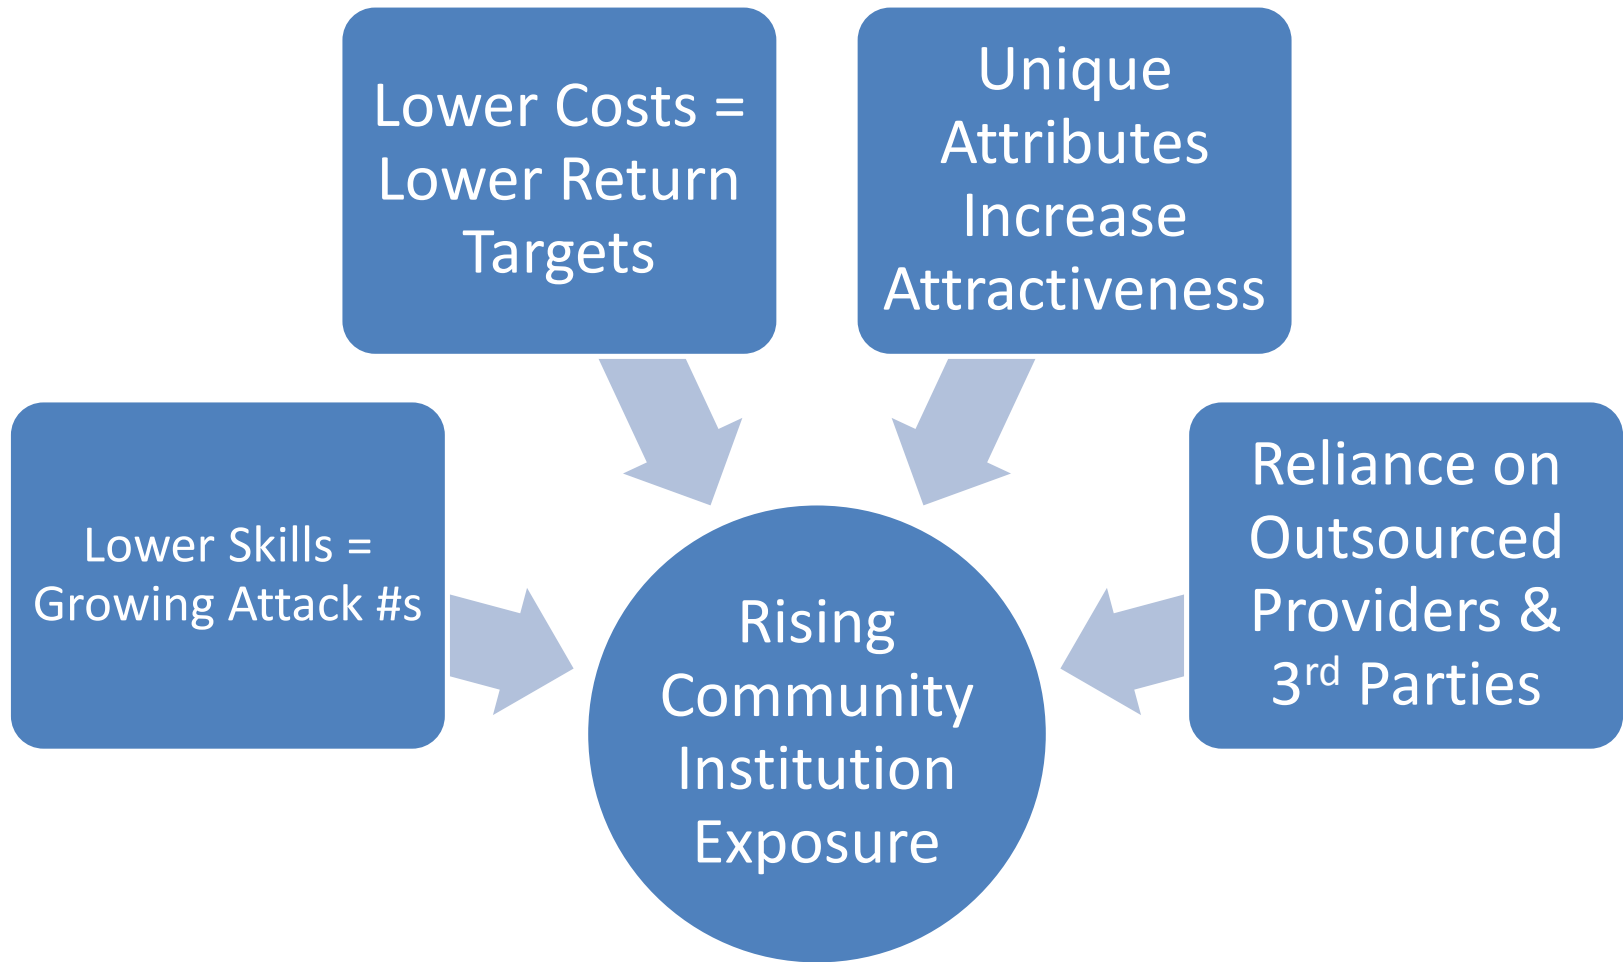 Lower Costs =
Lower Return
Targets
Unique
Attributes
Increase
Attractiveness
Lower Skills =
Growing Attack #s
Reliance on
Outsourced
Providers &
3rd Parties
Rising
Community
Institution
Exposure